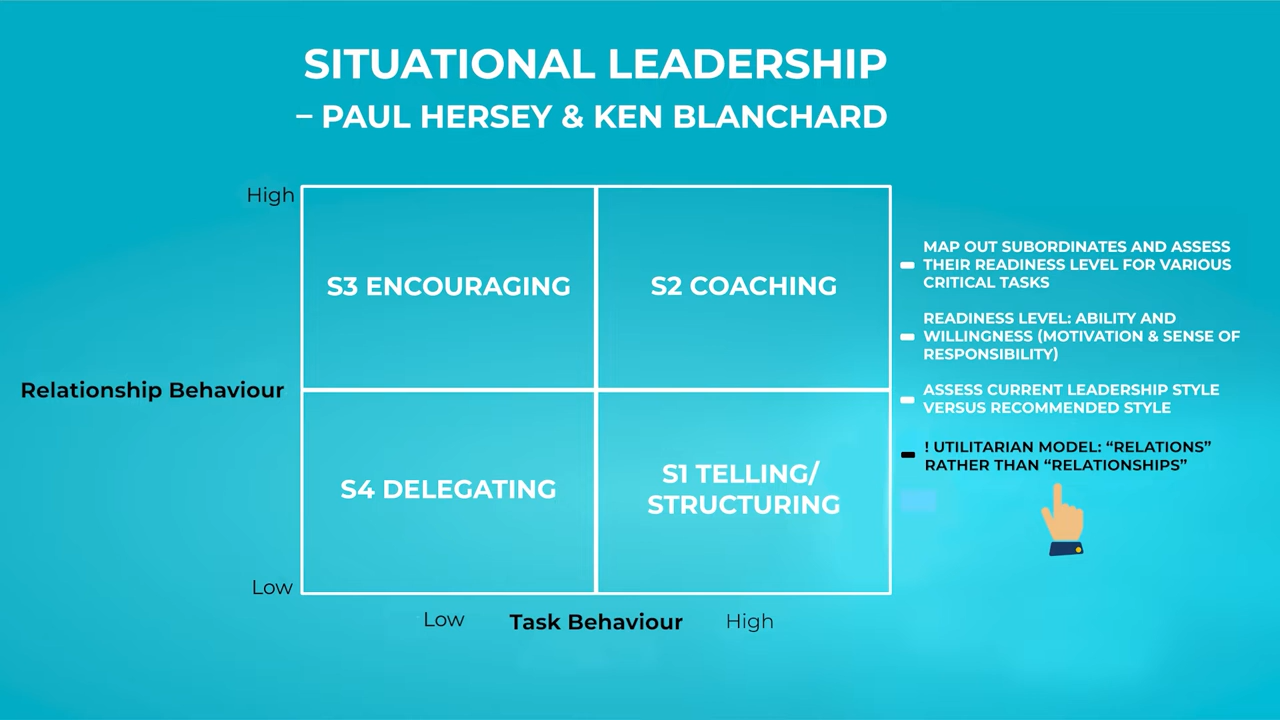 SITUATIONAL LEADERSHIP
– PAUL HERSEY & KEN BLANCHARD
High
S3 ENCOURAGING
S2 COACHING
Relationship Behaviour
S4 DELEGATING
S1 TELLING/
STRUCTURING
Low
Low
Task Behaviour
High
MAP OUT SUBORDINATES AND ASSESS
THEIR READINESS LEVEL FOR VARIOUS
CRITICAL TASKS
READINESS LEVEL: ABILITY AND
WILLINGNESS (MOTIVATION & SENSE OF
RESPONSIBILITY)
ASSESS CURRENT LEADERSHIP STYLE
VERSUS RECOMMENDED STYLE
! UTILITARIAN MODEL: “RELATIONS”
RATHER THAN “RELATIONSHIPS”